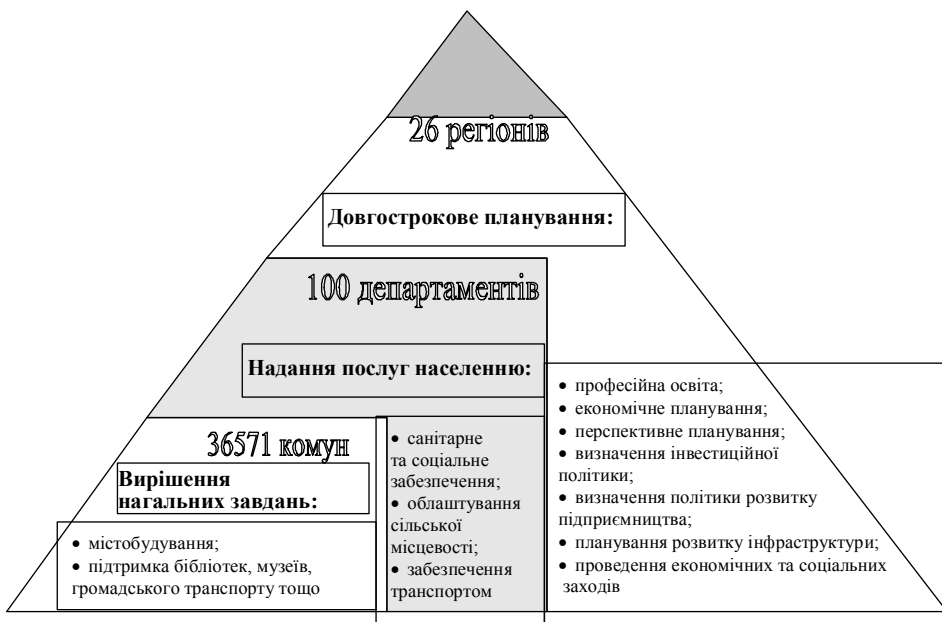 26 регіонів
Довгострокове планування:
100 департаментів
Надання послуг населенню:
• професійна освіта;
• економічне планування;
• перспективне планування;
• визначення інвестиційної
політики;
• визначення політики розвитку
підприємництва;
• планування розвитку інфраструктури;
• проведення економічних та соціальних
заходів
36571 комун
Вирішення
нагальних завдань:
• містобудування;
• підтримка бібліотек, музеїв,
громадського транспорту тощо
• санітарне
та соціальне
забезпечення;
• облаштування
сільської
місцевості;
• забезпечення
транспортом